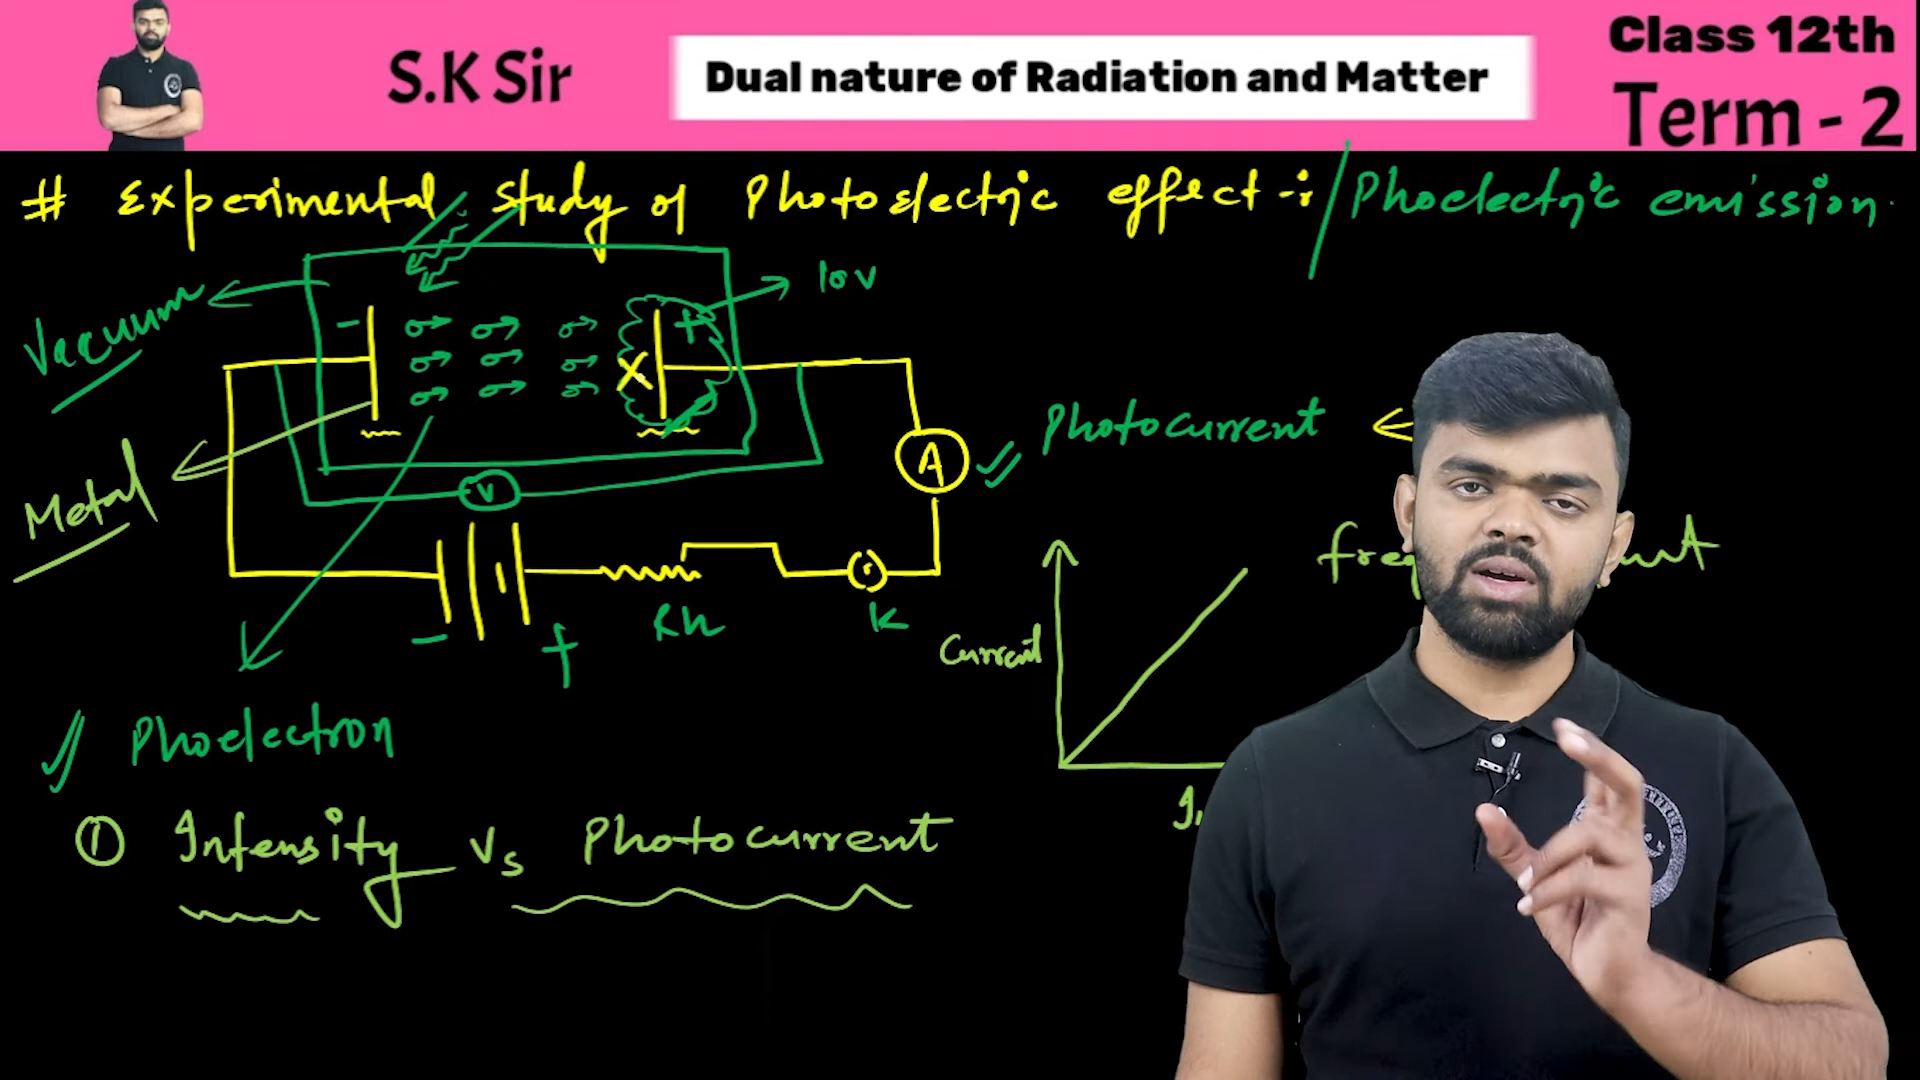 S.K Sir
Dual nature of Radiation and Matter
Class 12th
Term - 2
# Experimental study of Photoelectric effect -: / Phoelectric emission.
Vacuum
- + 10V
Metal
V
A
Photocurrent
- + Rh K
Current
Phoelectron
① Intensity Vs Photocurrent